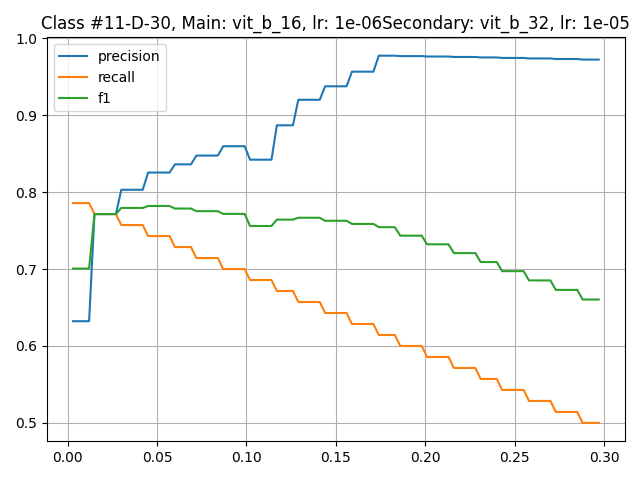 Class #11-D-30, Main: vit_b_16, lr: 1e-06Secondary: vit_b_32, lr: 1e-05
precision
recall
f1
1.0
0.9
0.8
0.7
0.6
0.5
0.00 0.05 0.10 0.15 0.20 0.25 0.30